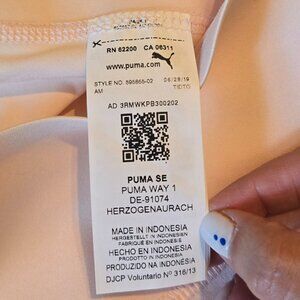 RN 62200 CA 06311
www.puma.com
STYLE NO. 595855-02 06/28/19
AM TIDTO
AD 3RMWKPB300202
PUMA SE
PUMA WAY 1
DE-91074
HERZOGENAURACH
MADE IN INDONESIA
HERGESTELLT IN INDONESIEN
FABRIQUÉ EN INDONÉSIE
HECHO EN INDONESIA
PRODOTTO IN INDONESIA
PRODUZIDO NA INDONÉSIA
DJCP Voluntario Nº 316/13